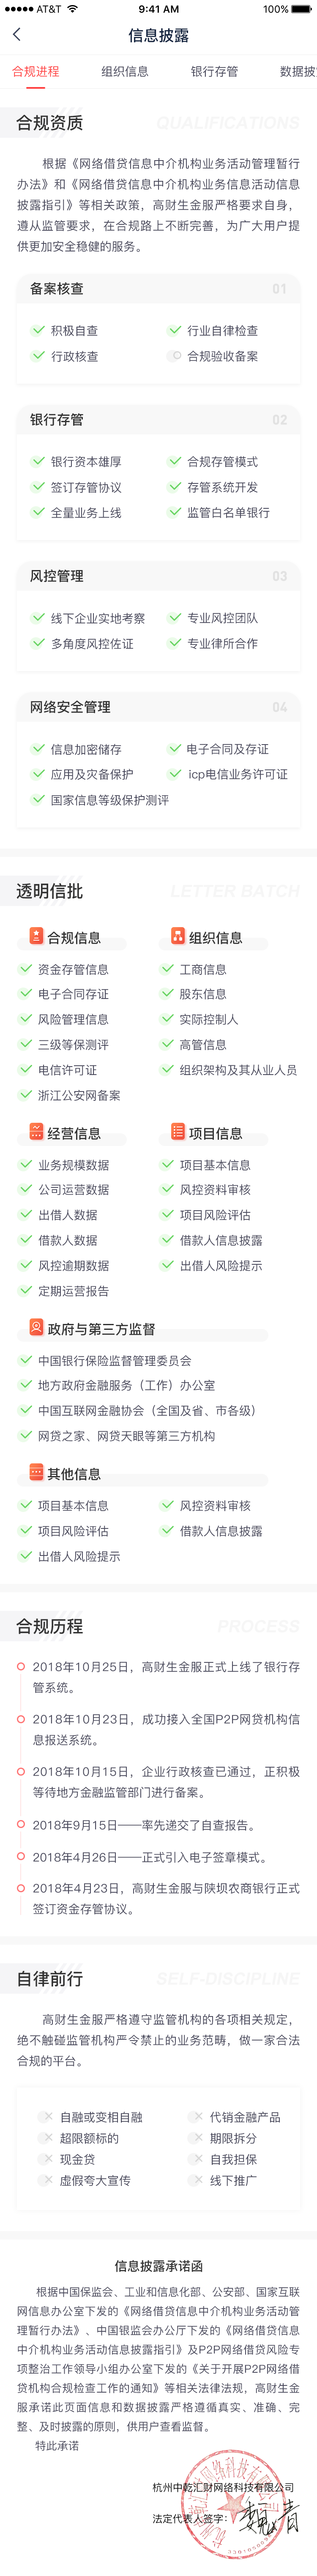 AT&T 9:41 AM 100%
信息披露
合规进程 组织信息 银行存管 数据披
合规资质 QUALIFICATIONS
根据《网络借贷信息中介机构业务活动管理暂行
办法》和《网络借贷信息中介机构业务信息活动信息
披露指引》等相关政策，高财生金服严格要求自身，
遵从监管要求，在合规路上不断完善，为广大用户提
供更加安全稳健的服务。
备案核查 01
积极自查 行业自律检查
行政核查 合规验收备案
银行存管 02
银行资本雄厚 合规存管模式
签订存管协议 存管系统开发
全量业务上线 监管白名单银行
风控管理 03
线下企业实地考察 专业风控团队
多角度风控佐证 专业律所合作
网络安全管理 04
信息加密储存 电子合同及存证
应用及灾备保护 icp电信业务许可证
国家信息等级保护测评
透明信批 LETTER BATCH
合规信息 组织信息
资金存管信息 工商信息
电子合同存证 股东信息
风险管理信息 实际控制人
三级等保测评 高管信息
电信许可证 组织架构及其从业人员
浙江公安网备案
经营信息 项目信息
业务规模数据 项目基本信息
公司运营数据 风控资料审核
出借人数据 项目风险评估
借款人数据 借款人信息披露
风控逾期数据 出借人风险提示
定期运营报告
政府与第三方监督
中国银行保险监督管理委员会
地方政府金融服务（工作）办公室
中国互联网金融协会（全国及省、市各级）
网贷之家、网贷天眼等第三方机构
其他信息
项目基本信息 风控资料审核
项目风险评估 借款人信息披露
出借人风险提示
合规历程 PROCESS
2018年10月25日，高财生金服正式上线了银行存
管系统。
2018年10月23日，成功接入全国P2P网贷机构信
息报送系统。
2018年10月15日，企业行政核查已通过，正积极
等待地方金融监管部门进行备案。
2018年9月15日——率先递交了自查报告。
2018年4月26日——正式引入电子签章模式。
2018年4月23日，高财生金服与陕坝农商银行正式
签订资金存管协议。
自律前行 SELF-DISCIPLINE
高财生金服严格遵守监管机构的各项相关规定，
绝不触碰监管机构严令禁止的业务范畴，做一家合法
合规的平台。
自融或变相自融 代销金融产品
超限额标的 期限拆分
现金贷 自我担保
虚假夸大宣传 线下推广
信息披露承诺函
根据中国保监会、工业和信息化部、公安部、国家互联
网信息办公室下发的《网络借贷信息中介机构业务活动管
理暂行办法》、中国银监会办公厅下发的《网络借贷信息
中介机构业务活动信息披露指引》及P2P网络借贷风险专
项整治工作领导小组办公室下发的《关于开展P2P网络借
贷机构合规检查工作的通知》等相关法律法规，高财生金
服承诺此页面信息和数据披露严格遵循真实、准确、完
整、及时披露的原则，供用户查看监督。
特此承诺
杭州中乾汇财网络科技有限公司
法定代表人签字：